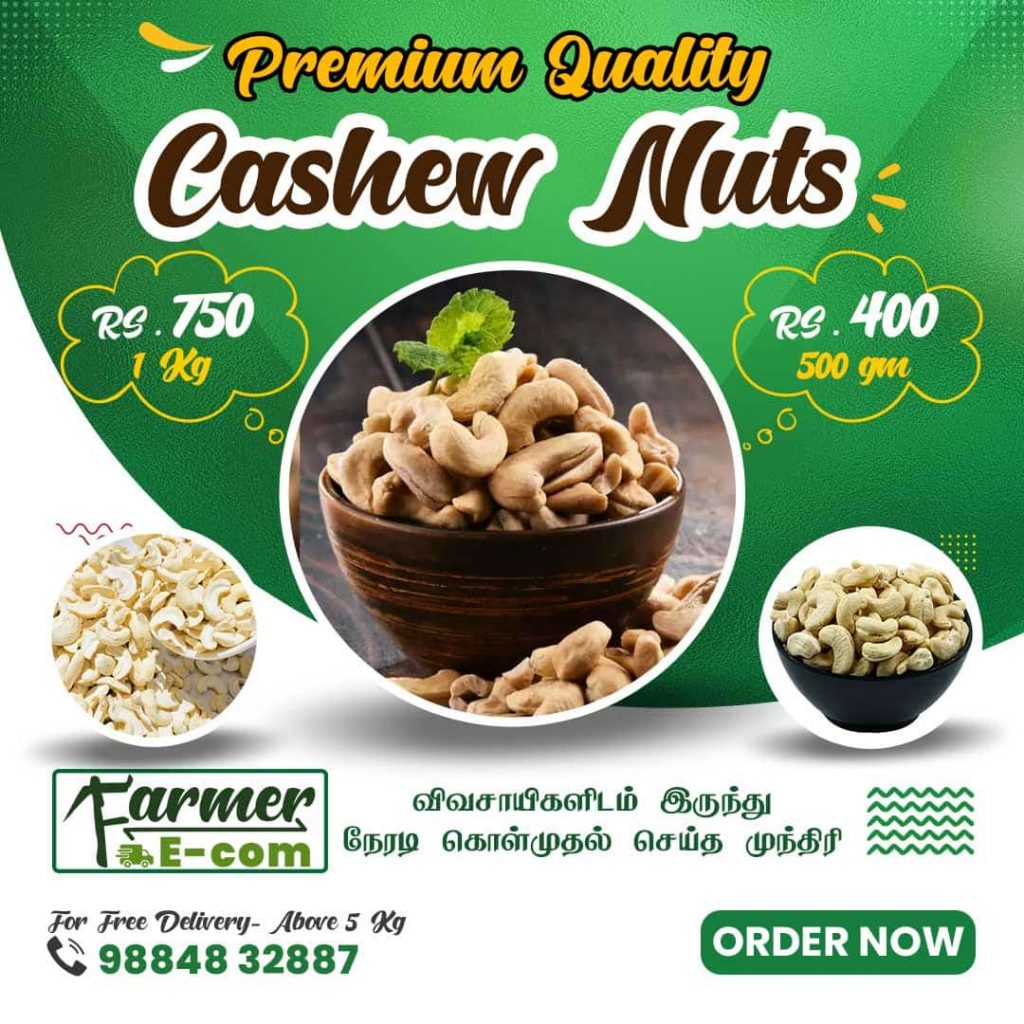 Premium Quality
Cashew Nuts
RS. 750
1 Kg
RS. 400
500 gm
Farmer
E-com
விவசாயிகளிடம் இருந்து
நேரடி கொள்முதல் செய்த முந்திரி
For Free Delivery- Above 5 Kg
98848 32887
ORDER NOW